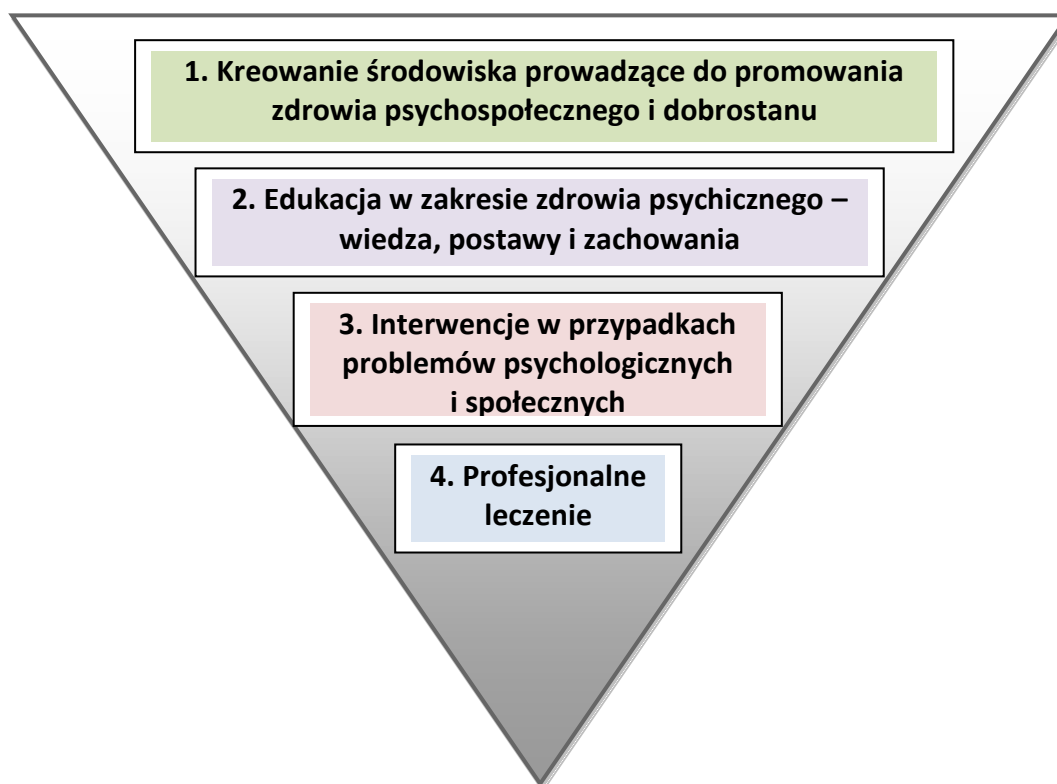 1. Kreowanie środowiska prowadzące do promowania
zdrowia psychospołecznego i dobrostanu
2. Edukacja w zakresie zdrowia psychicznego –
wiedza, postawy i zachowania
3. Interwencje w przypadkach
problemów psychologicznych
i społecznych
4. Profesjonalne
leczenie